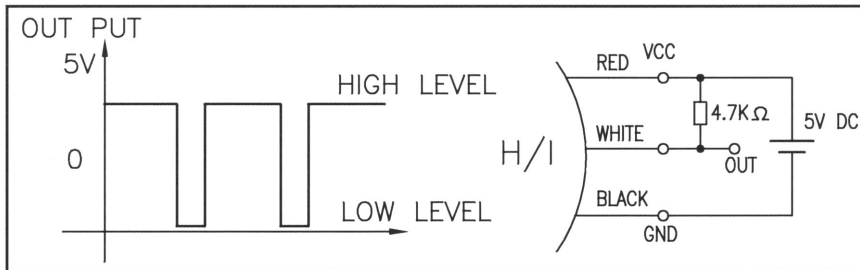 OUT PUT
5V
HIGH LEVEL
0
LOW LEVEL
H/I
RED
VCC
4.7KΩ
5V DC
WHITE
OUT
BLACK
GND